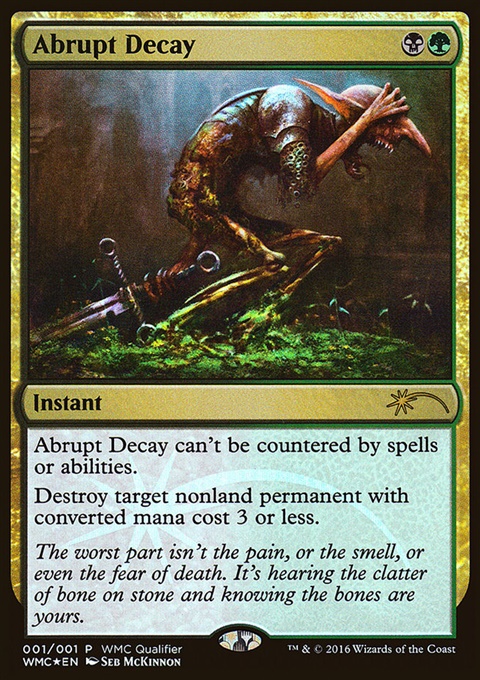 Abrupt Decay
Instant
Abrupt Decay can't be countered by spells
or abilities.
Destroy target nonland permanent with
converted mana cost 3 or less.
The worst part isn't the pain, or the smell, or
even the fear of death. It's hearing the clatter
of bone on stone and knowing the bones are
yours.
001/001 P WMC Qualifier
WMC★EN Seb McKinnon
™ & © 2016 Wizards of the Coast